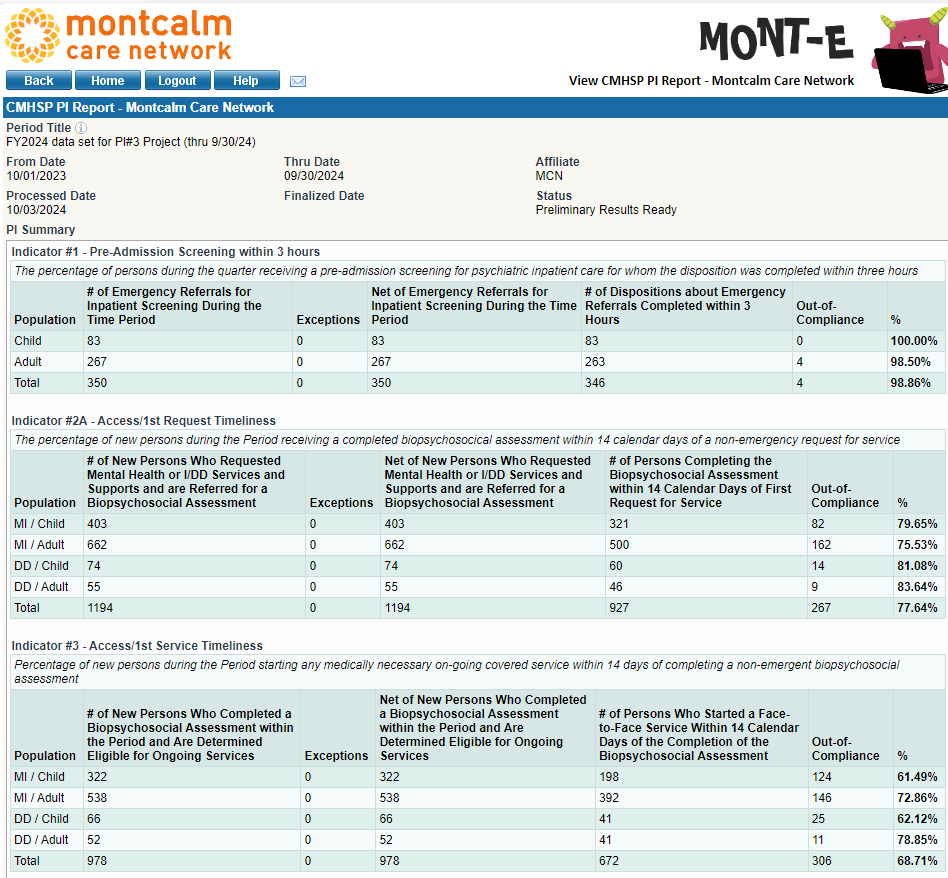 montcalm
care network
MONT-E
Back Home Logout Help
View CMHSP PI Report - Montcalm Care Network
CMHSP PI Report - Montcalm Care Network
Period Title
FY2024 data set for PI#3 Project (thru 9/30/24)
From Date Thru Date Affiliate
10/01/2023 09/30/2024 MCN
Processed Date Finalized Date Status
10/03/2024 Preliminary Results Ready
PI Summary
Indicator #1 - Pre-Admission Screening within 3 hours
The percentage of persons during the quarter receiving a pre-admission screening for psychiatric inpatient care for whom the disposition was completed within three hours
# of Emergency Referrals for Net of Emergency Referrals for # of Dispositions about Emergency
Inpatient Screening During the Inpatient Screening During the Time Referrals Completed within 3 Out-of-
Population Time Period Exceptions Period Hours Compliance %
Child 83 0 83 83 0 100.00%
Adult 267 0 267 263 4 98.50%
Total 350 0 350 346 4 98.86%
Indicator #2A - Access/1st Request Timeliness
The percentage of new persons during the Period receiving a completed biopsychosocical assessment within 14 calendar days of a non-emergency request for service
# of New Persons Who Requested Net of New Persons Who Requested # of Persons Completing the
Mental Health or I/DD Services and Mental Health or I/DD Services and Biopsychosocial Assessment
Supports and are Referred for a Supports and are Referred for a within 14 Calendar Days of First Out-of-
Population Biopsychosocial Assessment Exceptions Biopsychosocial Assessment Request for Service Compliance %
MI / Child 403 0 403 321 82 79.65%
MI / Adult 662 0 662 500 162 75.53%
DD / Child 74 0 74 60 14 81.08%
DD / Adult 55 0 55 46 9 83.64%
Total 1194 0 1194 927 267 77.64%
Indicator #3 - Access/1st Service Timeliness
Percentage of new persons during the Period starting any medically necessary on-going covered service within 14 days of completing a non-emergent biopsychosocial
assessment
Net of New Persons Who Completed
# of New Persons Who Completed a a Biopsychosocial Assessment # of Persons Who Started a Face-
Biopsychosocial Assessment within within the Period and Are to-Face Service Within 14 Calendar
the Period and Are Determined Determined Eligible for Ongoing Days of the Completion of the Out-of-
Population Eligible for Ongoing Services Exceptions Services Biopsychosocial Assessment Compliance %
MI / Child 322 0 322 198 124 61.49%
MI / Adult 538 0 538 392 146 72.86%
DD / Child 66 0 66 41 25 62.12%
DD / Adult 52 0 52 41 11 78.85%
Total 978 0 978 672 306 68.71%